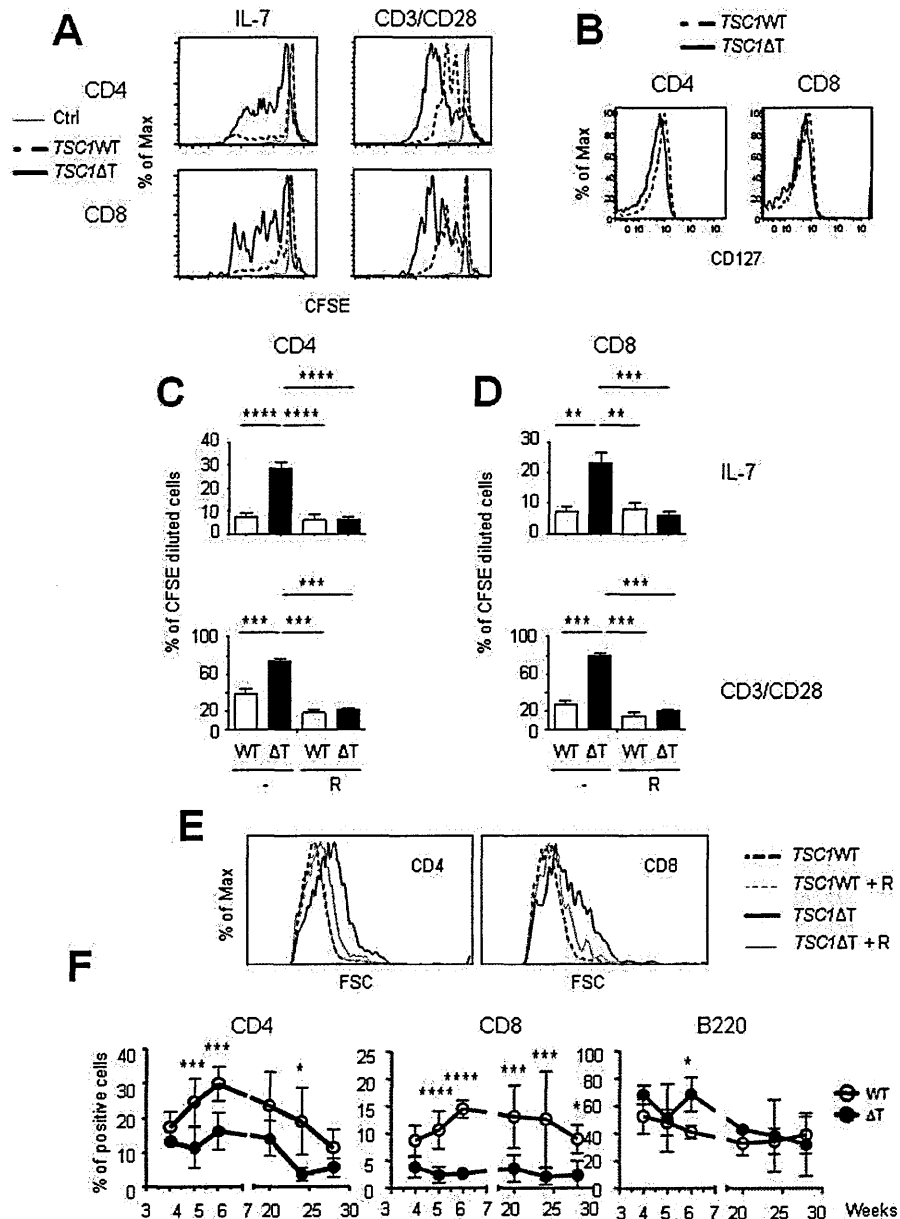 A
IL-7
CD3/CD28
CD4
CD8
Ctrl
TSC1WT
TSC1ΔT
% of Max
CFSE
B
TSC1WT
TSC1ΔT
CD4
CD8
% of Max
CD127
CD4
CD8
C
****
**** ****
40
30
20
10
0
D
***
** **
30
20
10
0
IL-7
% of CFSE diluted cells
% of CFSE diluted cells
***
*** ***
100
60
20
0
***
*** ***
100
60
20
0
CD3/CD28
WT ΔT WT ΔT
- R
WT ΔT WT ΔT
- R
E
CD4
CD8
% of Max
FSC
FSC
TSC1WT
TSC1WT + R
TSC1ΔT
TSC1ΔT + R
F
CD4
CD8
B220
% of positive cells
40
30
20
10
0
*** *** *
3 4 5 6 7 20 25 30
25
20
15
10
5
0
**** **** *** *** *
3 4 5 6 7 20 25 30
100
80
60
40
20
0
*
3 4 5 6 7 20 25 30
Weeks
WT
ΔT